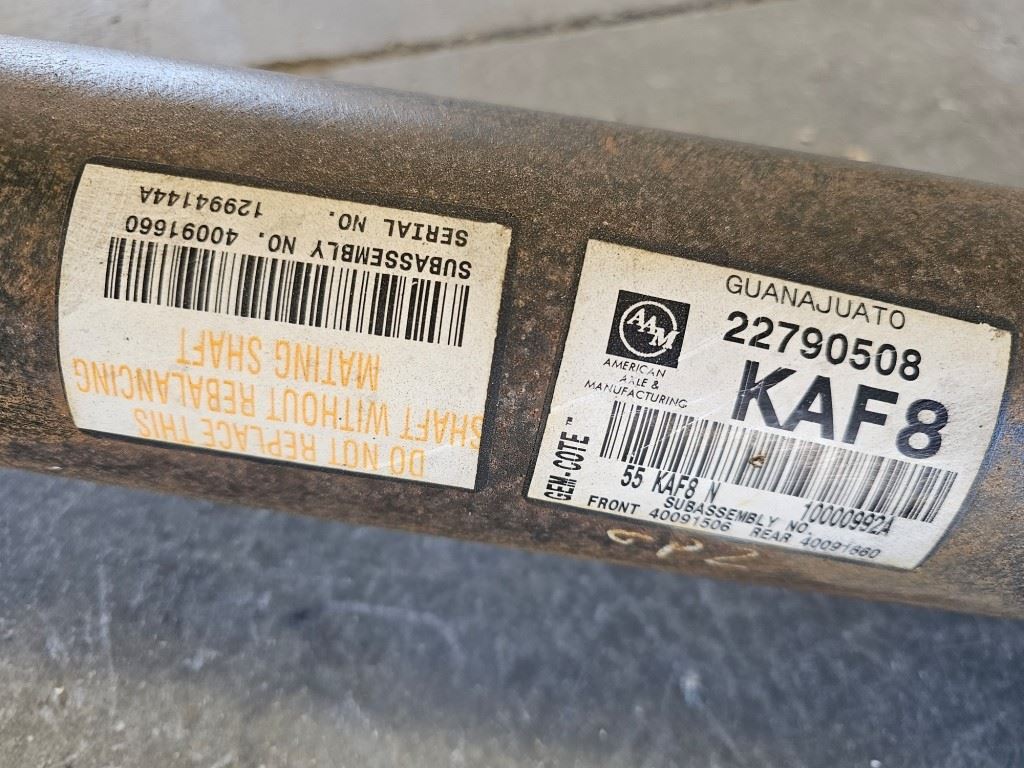 SERIAL NO. 12994144A
SUBASSEMBLY NO. 40091660
DO NOT REPLACE THIS
SHAFT WITHOUT REBALANCING
MATING SHAFT
GUANAJUATO
22790508
KAF8
AAM
AMERICAN
AXLE &
MANUFACTURING
GEM-COTE ™
55 KAF8 N 10000992A
SUBASSEMBLY NO.
FRONT 40091506 REAR 40091660